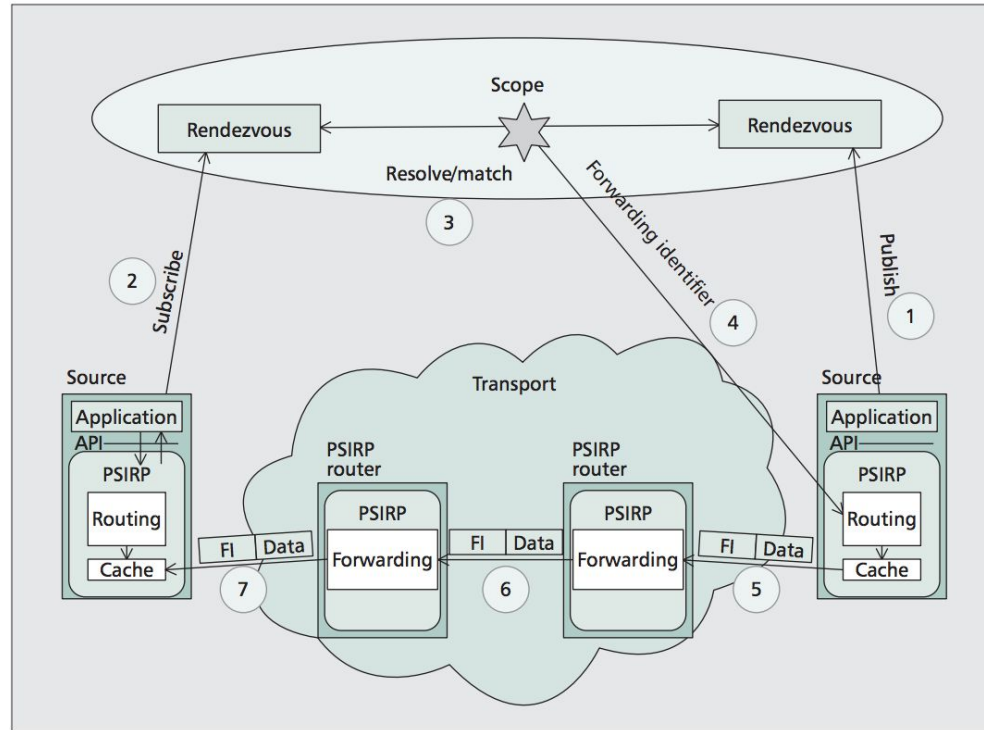 Scope
Rendezvous
Rendezvous
Resolve/match
3
Forwarding identifier
4
2
Subscribe
Publish
1
Source
Application
API
PSIRP
Routing
Cache
Transport
PSIRP
router
PSIRP
Forwarding
PSIRP
router
PSIRP
Forwarding
Source
Application
API
PSIRP
Routing
Cache
FI Data
7
FI Data
6
FI Data
5